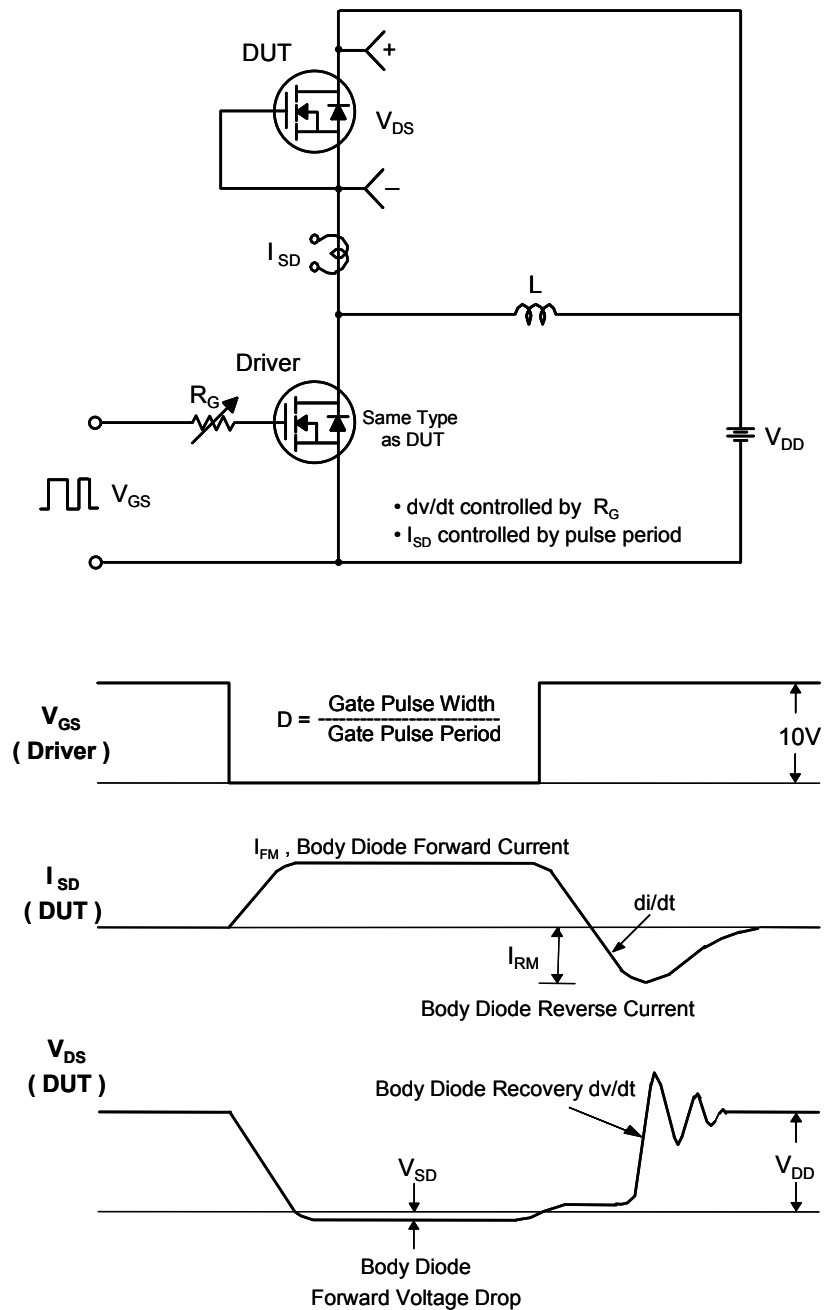 DUT
+
V_DS
−
I_SD
L
Driver
R_G
Same Type
as DUT
V_DD
V_GS
• dv/dt controlled by R_G
• I_SD controlled by pulse period
V_GS
( Driver )
D = Gate Pulse Width
Gate Pulse Period
10V
I_FM , Body Diode Forward Current
I_SD
( DUT )
di/dt
I_RM
Body Diode Reverse Current
V_DS
( DUT )
Body Diode Recovery dv/dt
V_SD
V_DD
Body Diode
Forward Voltage Drop